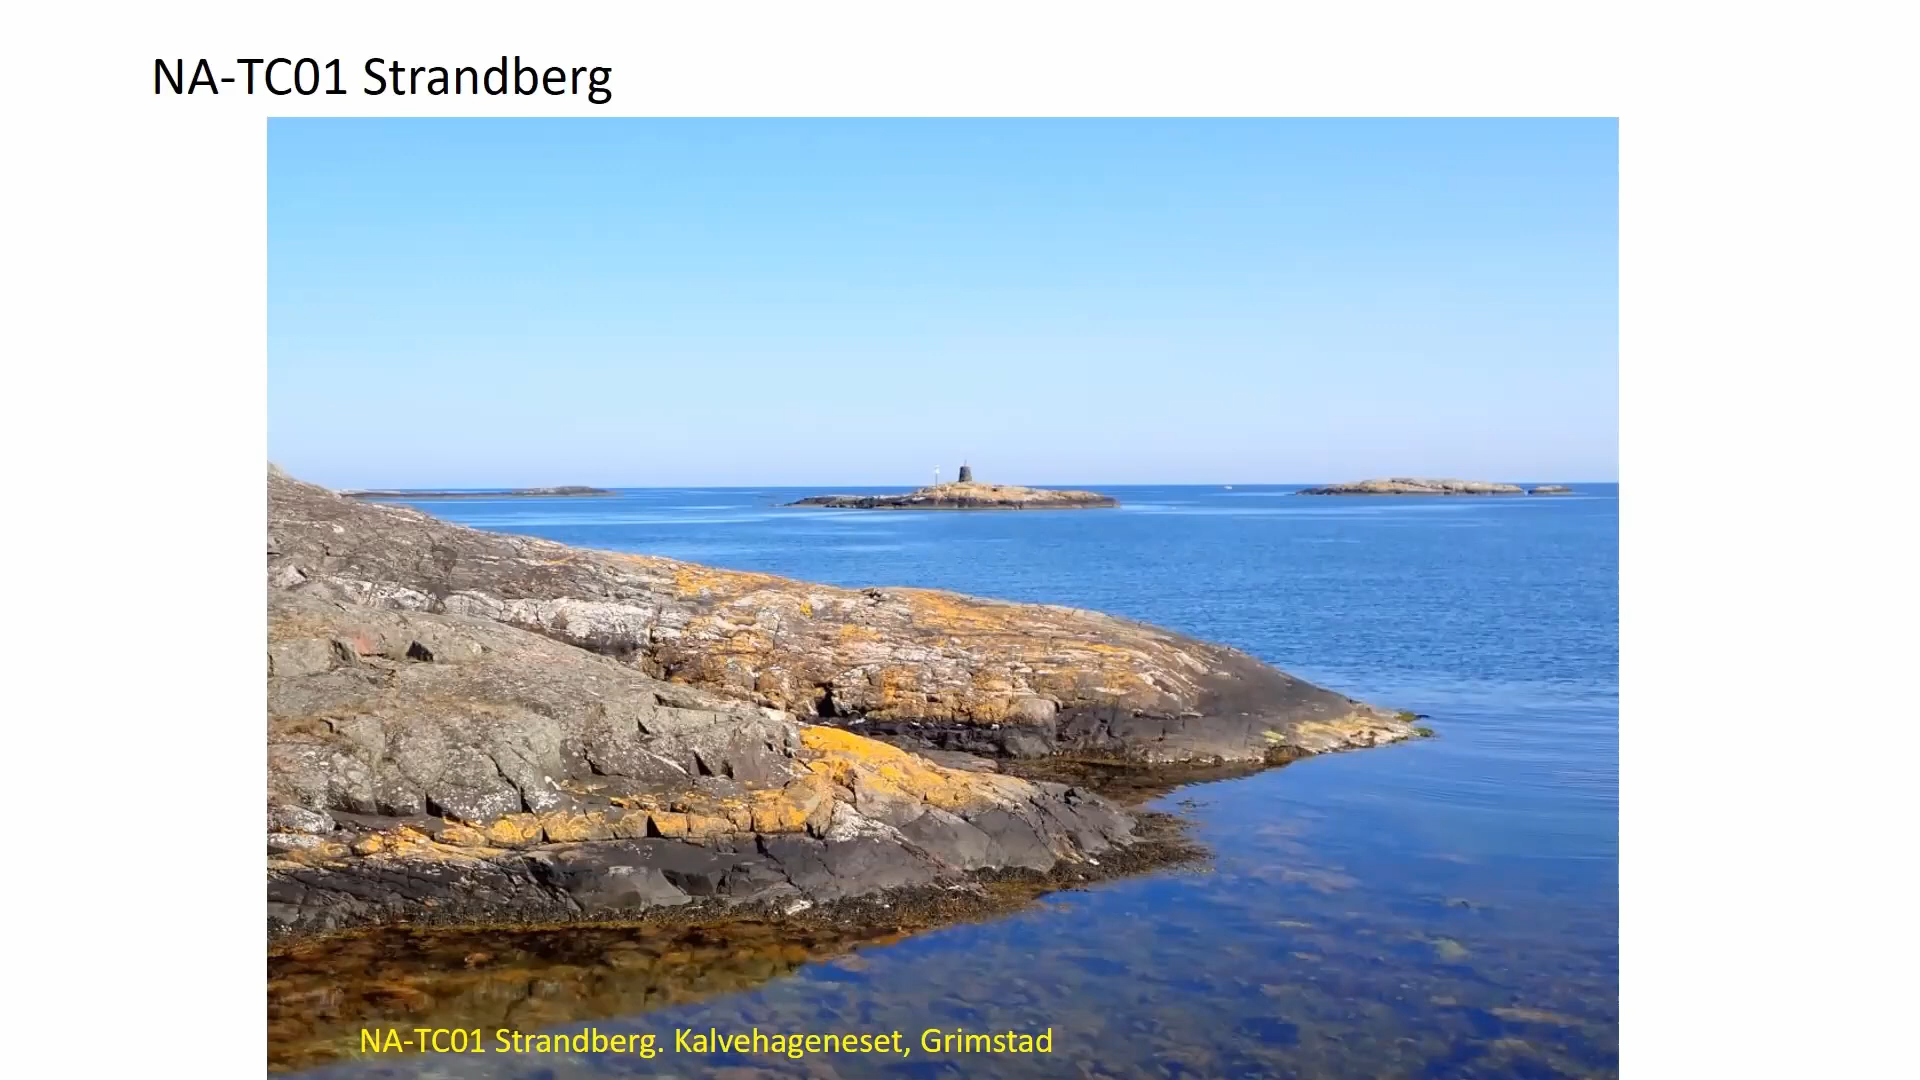 NA-TC01 Strandberg
NA-TC01 Strandberg. Kalvehageneset, Grimstad